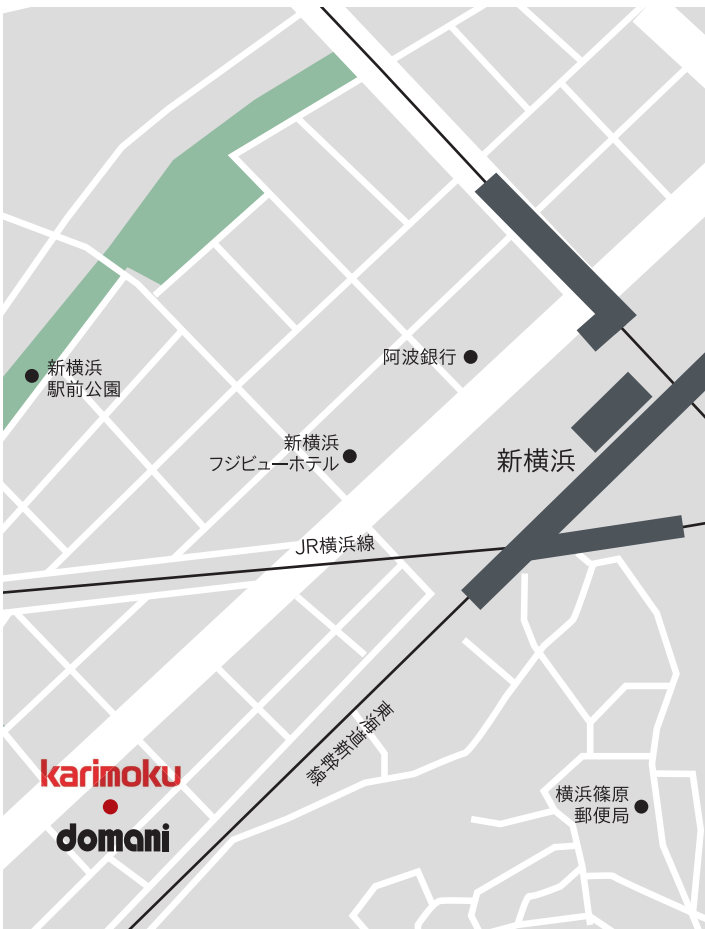 阿波銀行
新横浜
駅前公園
新横浜
フジビューホテル
新横浜
JR横浜線
東海道新幹線
karimoku
domani
横浜篠原
郵便局